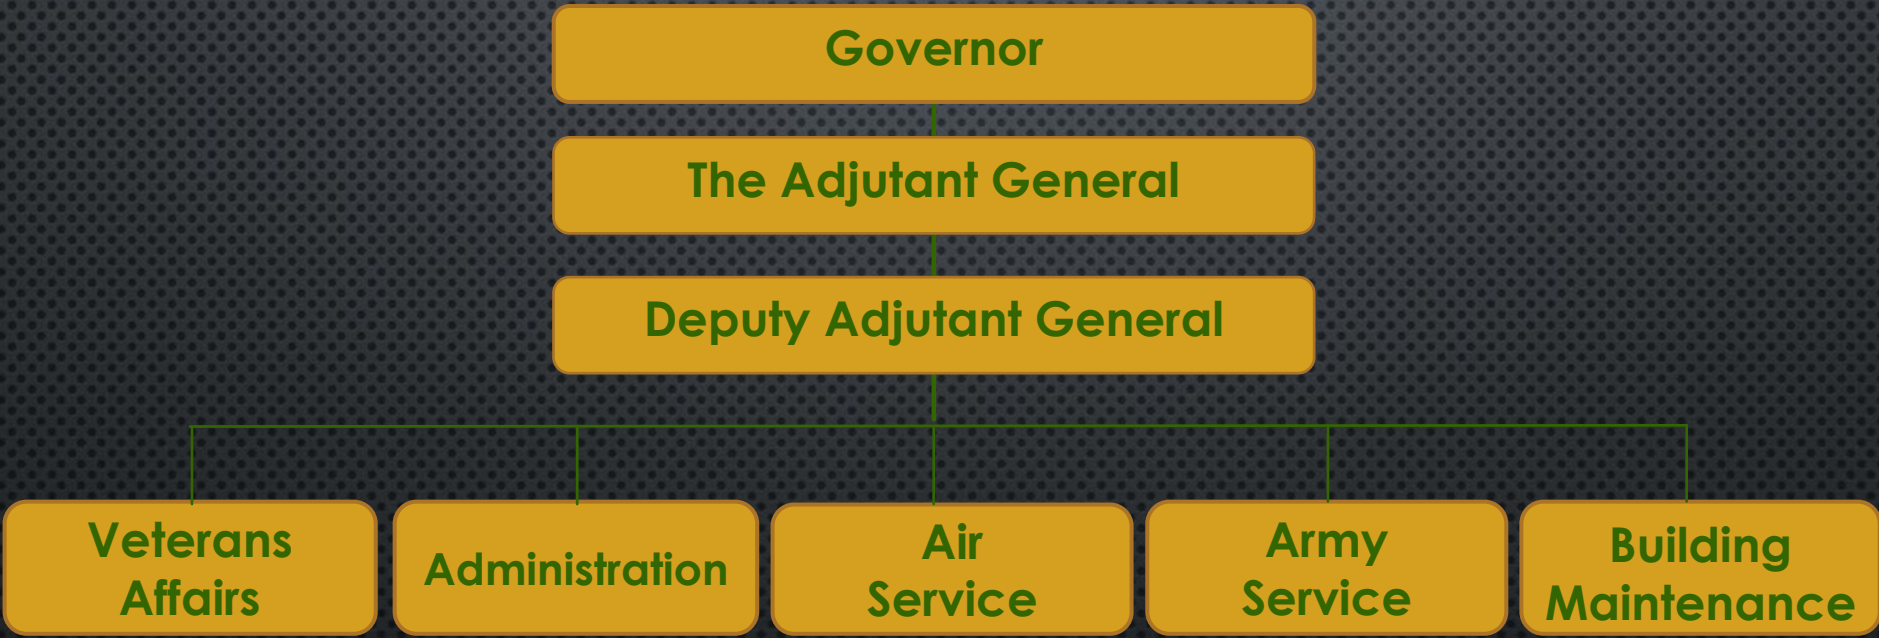 Governor
The Adjutant General
Deputy Adjutant General
Veterans
Affairs
Administration
Air
Service
Army
Service
Building
Maintenance